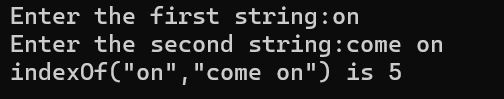 Enter the first string:on
Enter the second string:come on
indexOf("on","come on") is 5